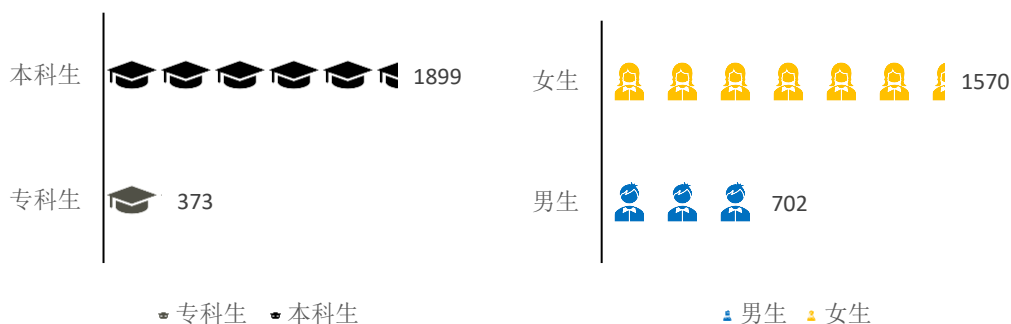 本科生 1899
专科生 373
专科生 本科生
女生 1570
男生 702
男生 女生